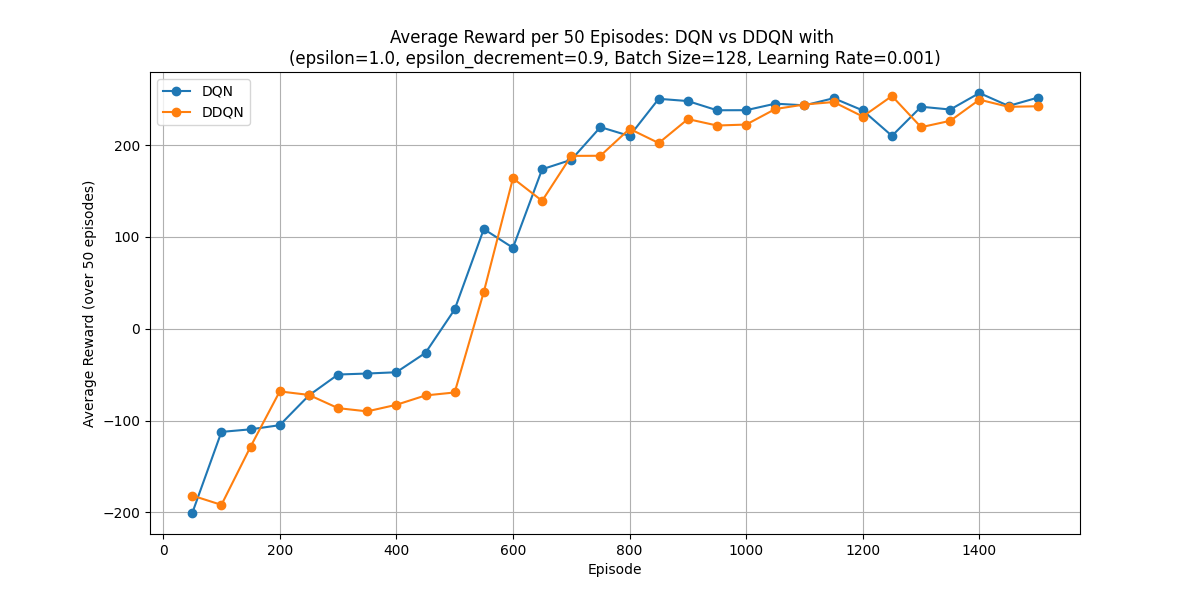 Average Reward per 50 Episodes: DQN vs DDQN with
(epsilon=1.0, epsilon_decrement=0.9, Batch Size=128, Learning Rate=0.001)
DQN
DDQN
200
100
0
−100
−200
Average Reward (over 50 episodes)
0 200 400 600 800 1000 1200 1400
Episode